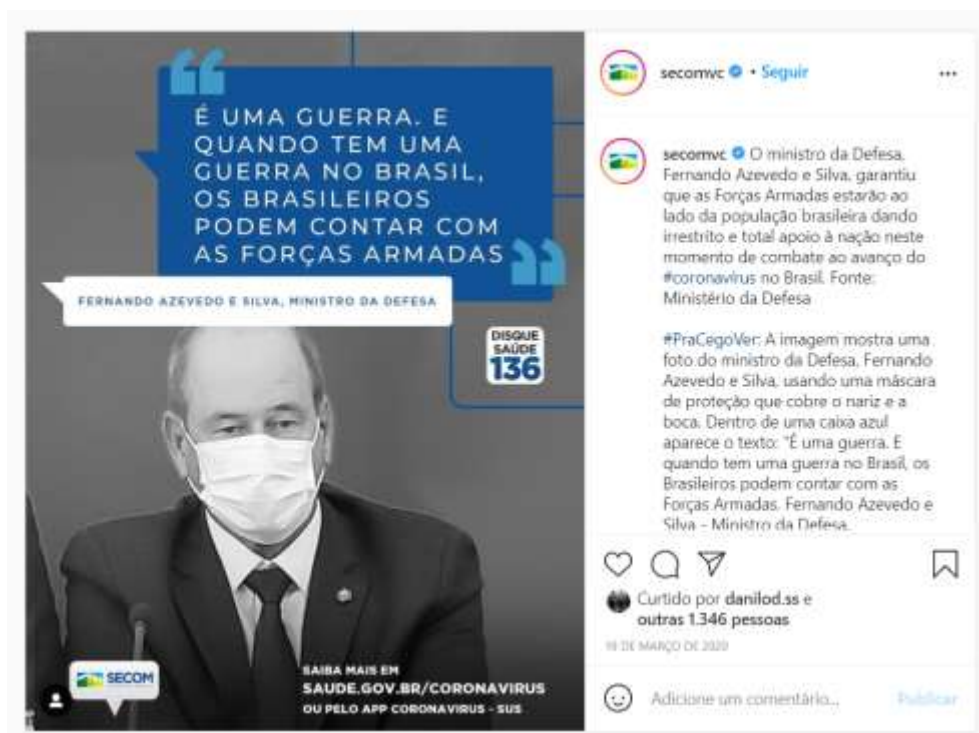 É UMA GUERRA. E
QUANDO TEM UMA
GUERRA NO BRASIL,
OS BRASILEIROS
PODEM CONTAR COM
AS FORÇAS ARMADAS
FERNANDO AZEVEDO E SILVA, MINISTRO DA DEFESA
DISQUE
SAÚDE
136
SECOM
SAIBA MAIS EM
SAUDE.GOV.BR/CORONAVIRUS
OU PELO APP CORONAVIRUS - SUS
secomvc • Seguir
secomvc O ministro da Defesa,
Fernando Azevedo e Silva, garantiu
que as Forças Armadas estarão ao
lado da população brasileira dando
irrestrito e total apoio à nação neste
momento de combate ao avanço do
#coronavírus no Brasil. Fonte:
Ministério da Defesa
#PraCegoVer: A imagem mostra uma
foto do ministro da Defesa, Fernando
Azevedo e Silva, usando uma máscara
de proteção que cobre o nariz e a
boca. Dentro de uma caixa azul
aparece o texto: "É uma guerra. E
quando tem uma guerra no Brasil, os
Brasileiros podem contar com as
Forças Armadas. Fernando Azevedo e
Silva - Ministro da Defesa.
Curtido por danilod.ss e
outras 1.346 pessoas
19 DE MARÇO DE 2020
Adicione um comentário... Publicar